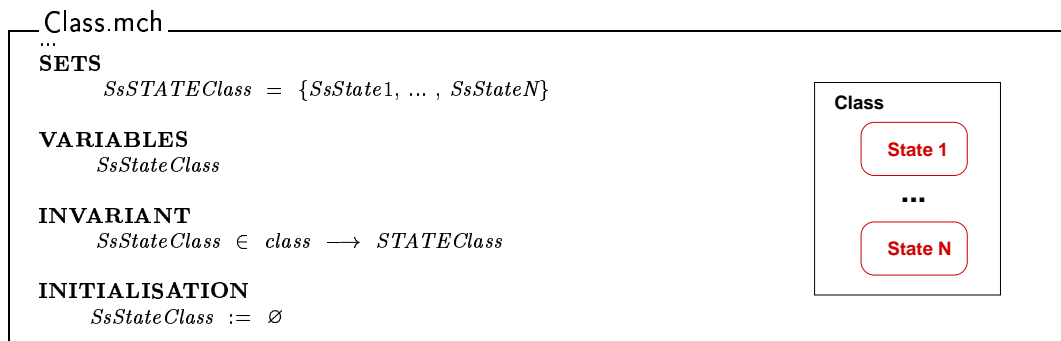 Class.mch
...
SETS
SsSTATEClass = {SsState1, ... , SsStateN}
VARIABLES
SsStateClass
INVARIANT
SsStateClass ∈ class ⟶ STATEClass
INITIALISATION
SsStateClass := ∅
Class
State 1
...
State N